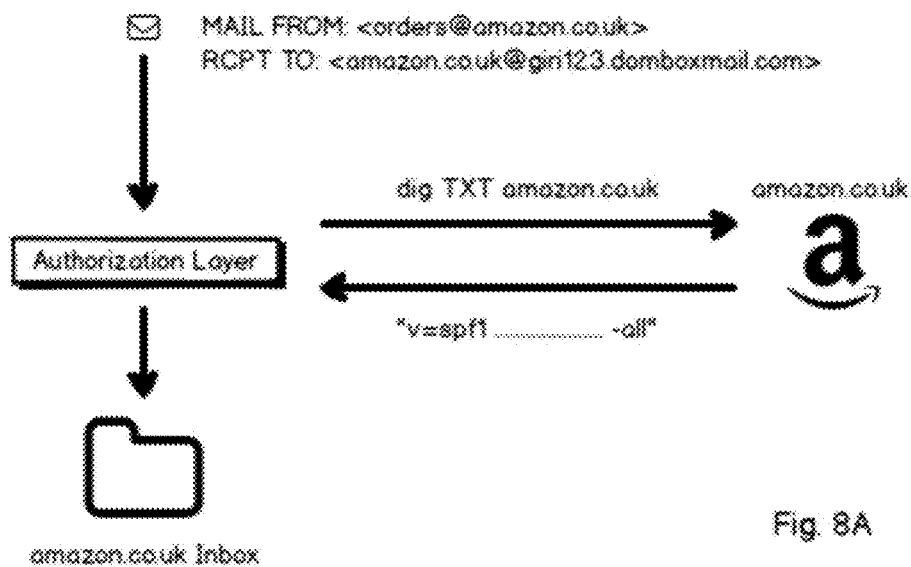 MAIL FROM: <orders@amazon.co.uk>
RCPT TO: <amazon.co.uk@giri123.domboxmail.com>
dig TXT amazon.co.uk
amazon.co.uk
a
Authorization Layer
"v=spf1 .................... -all"
Fig. 8A
amazon.co.uk Inbox